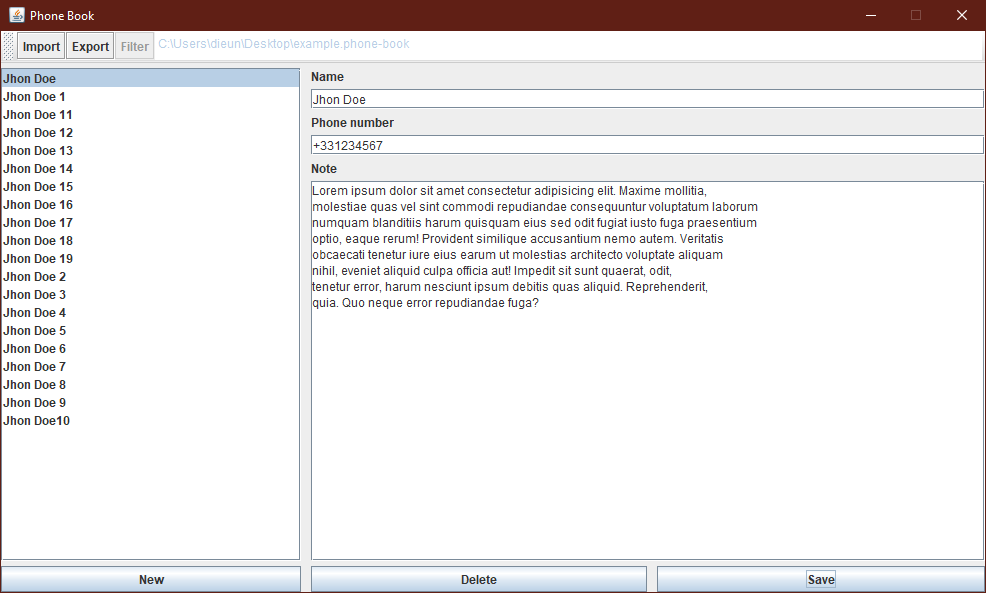 Phone Book
Import Export Filter C:\Users\dieun\Desktop\example.phone-book
Jhon Doe
Jhon Doe 1
Jhon Doe 11
Jhon Doe 12
Jhon Doe 13
Jhon Doe 14
Jhon Doe 15
Jhon Doe 16
Jhon Doe 17
Jhon Doe 18
Jhon Doe 19
Jhon Doe 2
Jhon Doe 3
Jhon Doe 4
Jhon Doe 5
Jhon Doe 6
Jhon Doe 7
Jhon Doe 8
Jhon Doe 9
Jhon Doe10
Name
Jhon Doe
Phone number
+331234567
Note
Lorem ipsum dolor sit amet consectetur adipisicing elit. Maxime mollitia,
molestiae quas vel sint commodi repudiandae consequuntur voluptatum laborum
numquam blanditiis harum quisquam eius sed odit fugiat iusto fuga praesentium
optio, eaque rerum! Provident similique accusantium nemo autem. Veritatis
obcaecati tenetur iure eius earum ut molestias architecto voluptate aliquam
nihil, eveniet aliquid culpa officia aut! Impedit sit sunt quaerat, odit,
tenetur error, harum nesciunt ipsum debitis quas aliquid. Reprehenderit,
quia. Quo neque error repudiandae fuga?
New Delete Save